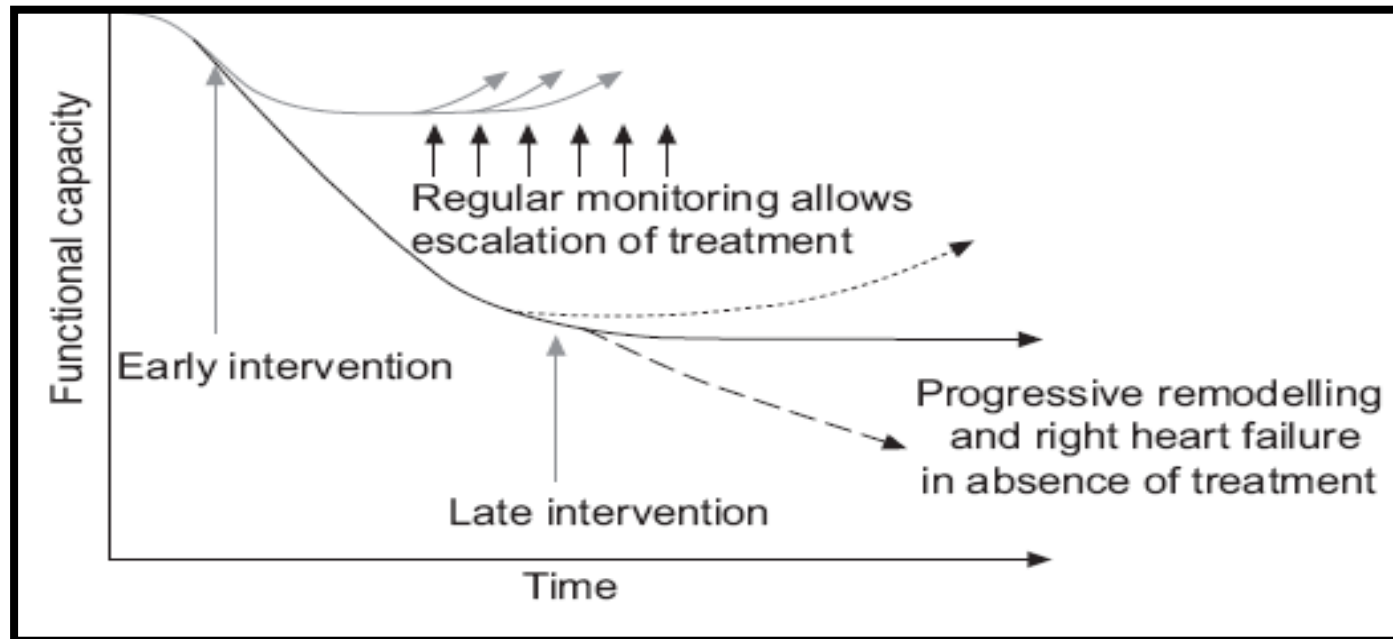 Functional capacity
Regular monitoring allows
escalation of treatment
Early intervention
Late intervention
Progressive remodelling
and right heart failure
in absence of treatment
Time